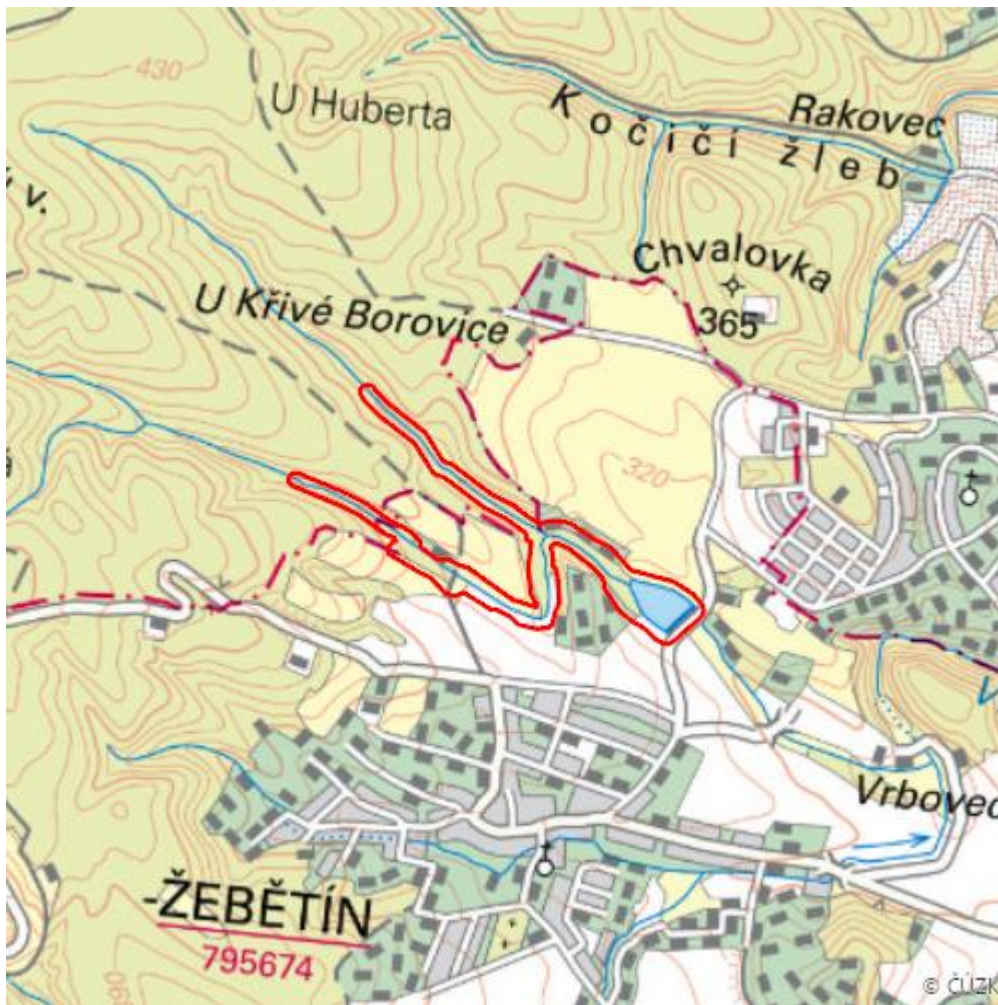 430
U Huberta
Kočičí žleb
Rakovec
v.
Chvalovka
U Křivé Borovice
365
320
V
Vrbovec
-ŽEBĚTÍN
795674
© ČÚZK